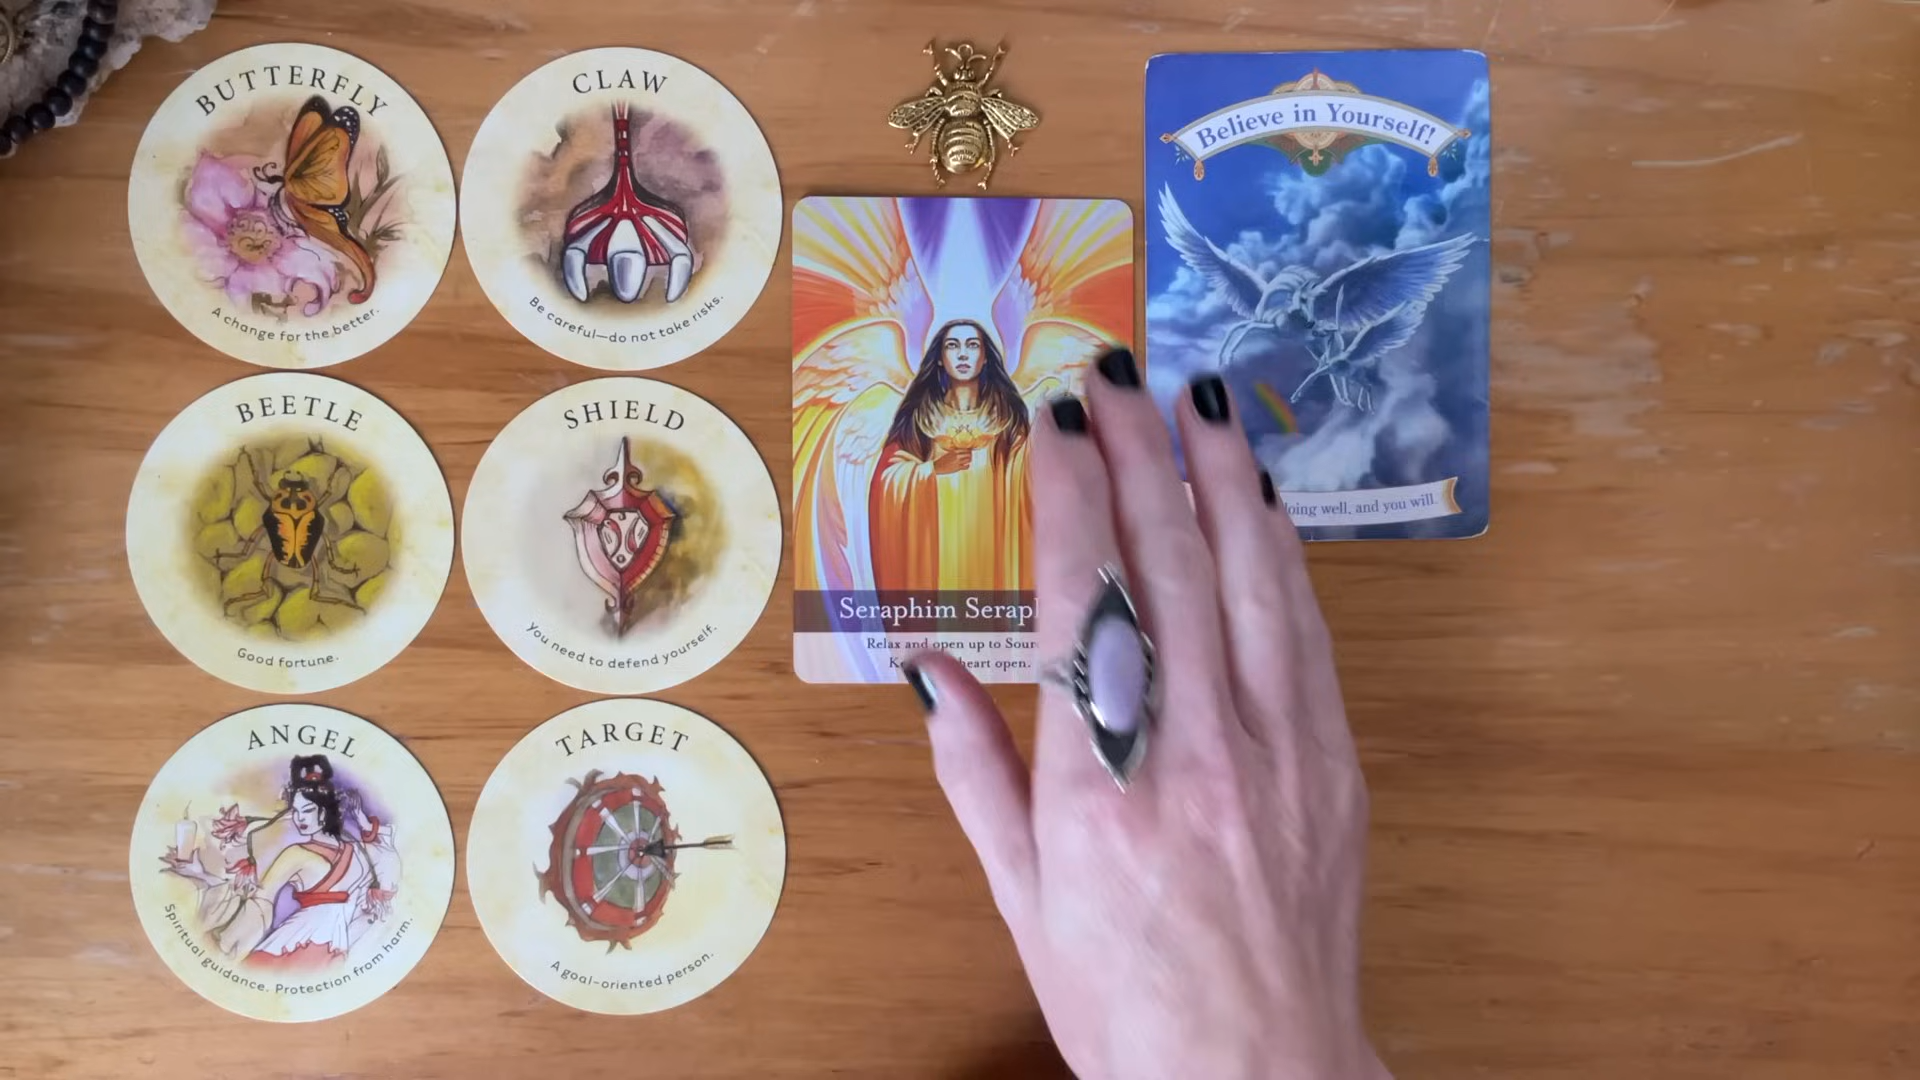 BUTTERFLY
A change for the better.
CLAW
Be careful—do not take risks.
BEETLE
Good fortune.
SHIELD
You need to defend yourself.
ANGEL
Spiritual guidance. Protection from harm.
TARGET
A goal-oriented person.
Seraphim
Relax and open up to
heart open.
Believe in Yourself!
well, and you will.